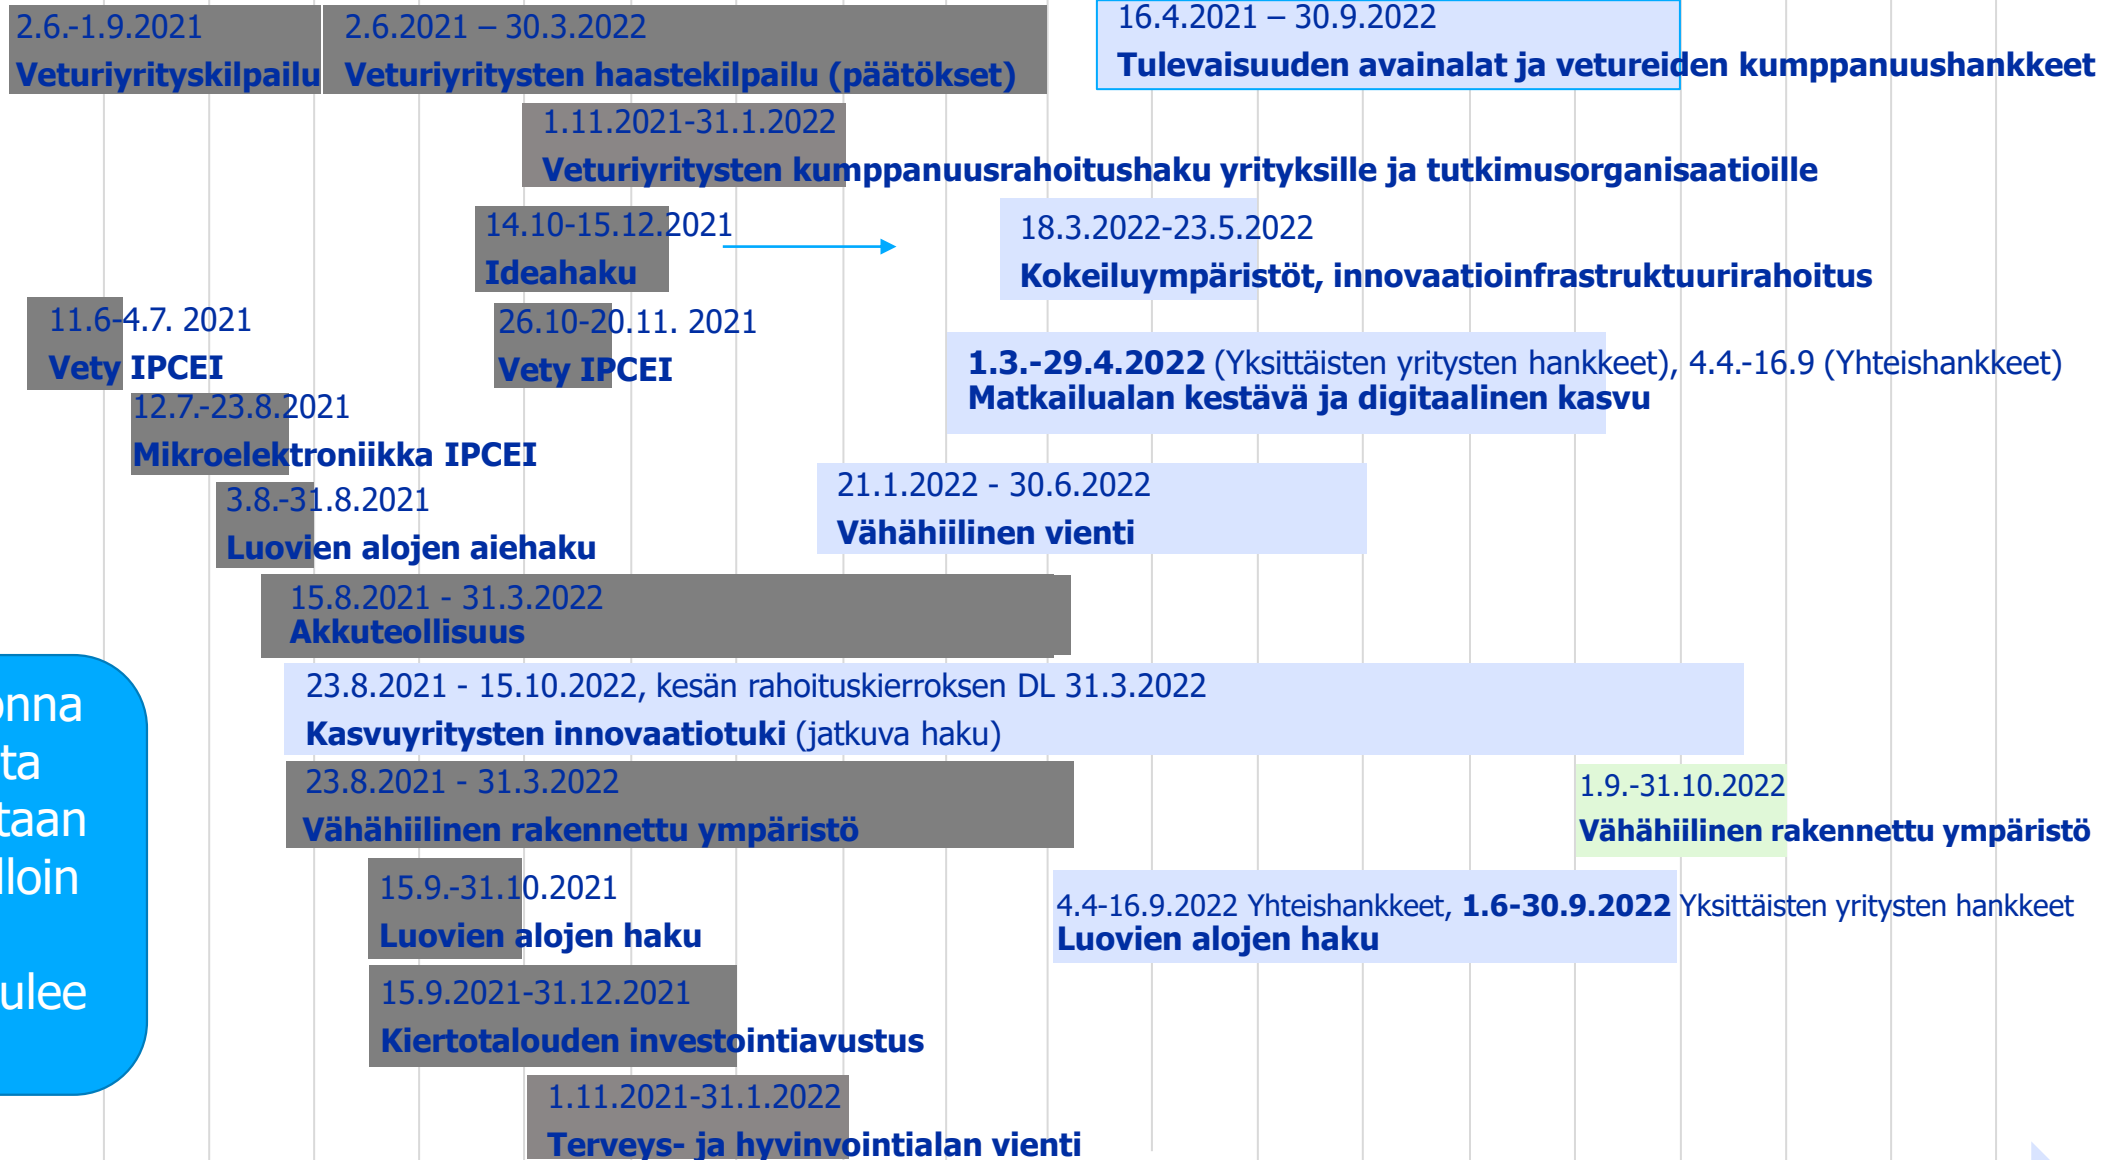 2.6.-1.9.2021
Veturiyrityskilpailu
2.6.2021 – 30.3.2022
Veturiyritysten haastekilpailu (päätökset)
16.4.2021 – 30.9.2022
Tulevaisuuden avainalat ja vetureiden kumppanuushankkeet
1.11.2021-31.1.2022
Veturiyritysten kumppanuusrahoitushaku yrityksille ja tutkimusorganisaatioille
14.10-15.12.2021
Ideahaku
18.3.2022-23.5.2022
Kokeiluympäristöt, innovaatioinfrastruktuurirahoitus
11.6-4.7. 2021
Vety IPCEI
26.10-20.11. 2021
Vety IPCEI
1.3.-29.4.2022 (Yksittäisten yritysten hankkeet), 4.4.-16.9 (Yhteishankkeet)
Matkailualan kestävä ja digitaalinen kasvu
12.7.-23.8.2021
Mikroelektroniikka IPCEI
3.8.-31.8.2021
Luovien alojen aiehaku
21.1.2022 - 30.6.2022
Vähähiilinen vienti
15.8.2021 - 31.3.2022
Akkuteollisuus
23.8.2021 - 15.10.2022, kesän rahoituskierroksen DL 31.3.2022
Kasvuyritysten innovaatiotuki (jatkuva haku)
23.8.2021 - 31.3.2022
Vähähiilinen rakennettu ympäristö
1.9.-31.10.2022
Vähähiilinen rakennettu ympäristö
15.9.-31.10.2021
Luovien alojen haku
4.4-16.9.2022 Yhteishankkeet, 1.6-30.9.2022 Yksittäisten yritysten hankkeet
Luovien alojen haku
15.9.2021-31.12.2021
Kiertotalouden investointiavustus
1.11.2021-31.1.2022
Terveys- ja hyvinvointialan vienti
onna
ta
taan
lloin
ulee